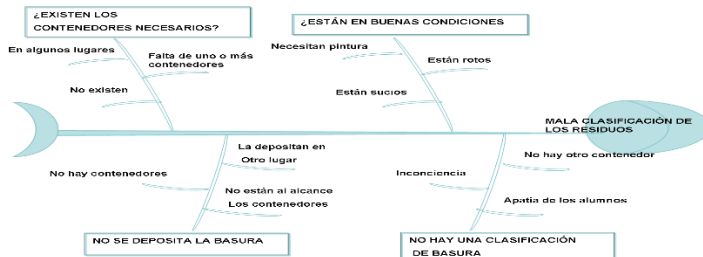 ¿EXISTEN LOS
CONTENEDORES NECESARIOS?
¿ESTÁN EN BUENAS CONDICIONES
En algunos lugares
Falta de uno o más
contenedores
No existen
Necesitan pintura
Están rotos
Están sucios
MALA CLASIFICACIÓN DE
LOS RESIDUOS
La depositan en
Otro lugar
No hay contenedores
No están al alcance
Los contenedores
No hay otro contenedor
Inconciencia
Apatía de los alumnos
NO SE DEPOSITA LA BASURA
NO HAY UNA CLASIFICACIÓN
DE BASURA